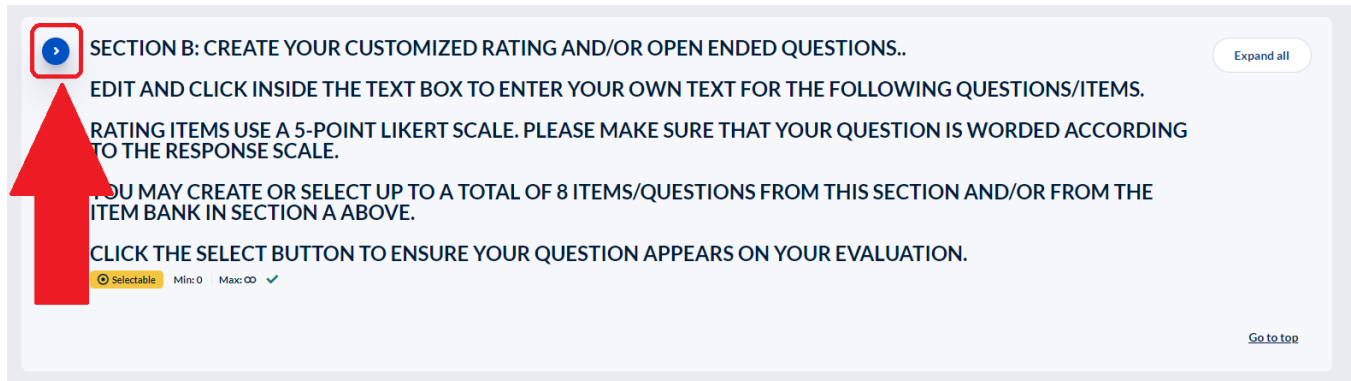 SECTION B: CREATE YOUR CUSTOMIZED RATING AND/OR OPEN ENDED QUESTIONS..
Expand all
EDIT AND CLICK INSIDE THE TEXT BOX TO ENTER YOUR OWN TEXT FOR THE FOLLOWING QUESTIONS/ITEMS.
RATING ITEMS USE A 5-POINT LIKERT SCALE. PLEASE MAKE SURE THAT YOUR QUESTION IS WORDED ACCORDING
TO THE RESPONSE SCALE.
YOU MAY CREATE OR SELECT UP TO A TOTAL OF 8 ITEMS/QUESTIONS FROM THIS SECTION AND/OR FROM THE
ITEM BANK IN SECTION A ABOVE.
CLICK THE SELECT BUTTON TO ENSURE YOUR QUESTION APPEARS ON YOUR EVALUATION.
Selectable Min: 0 Max: ∞
Go to top